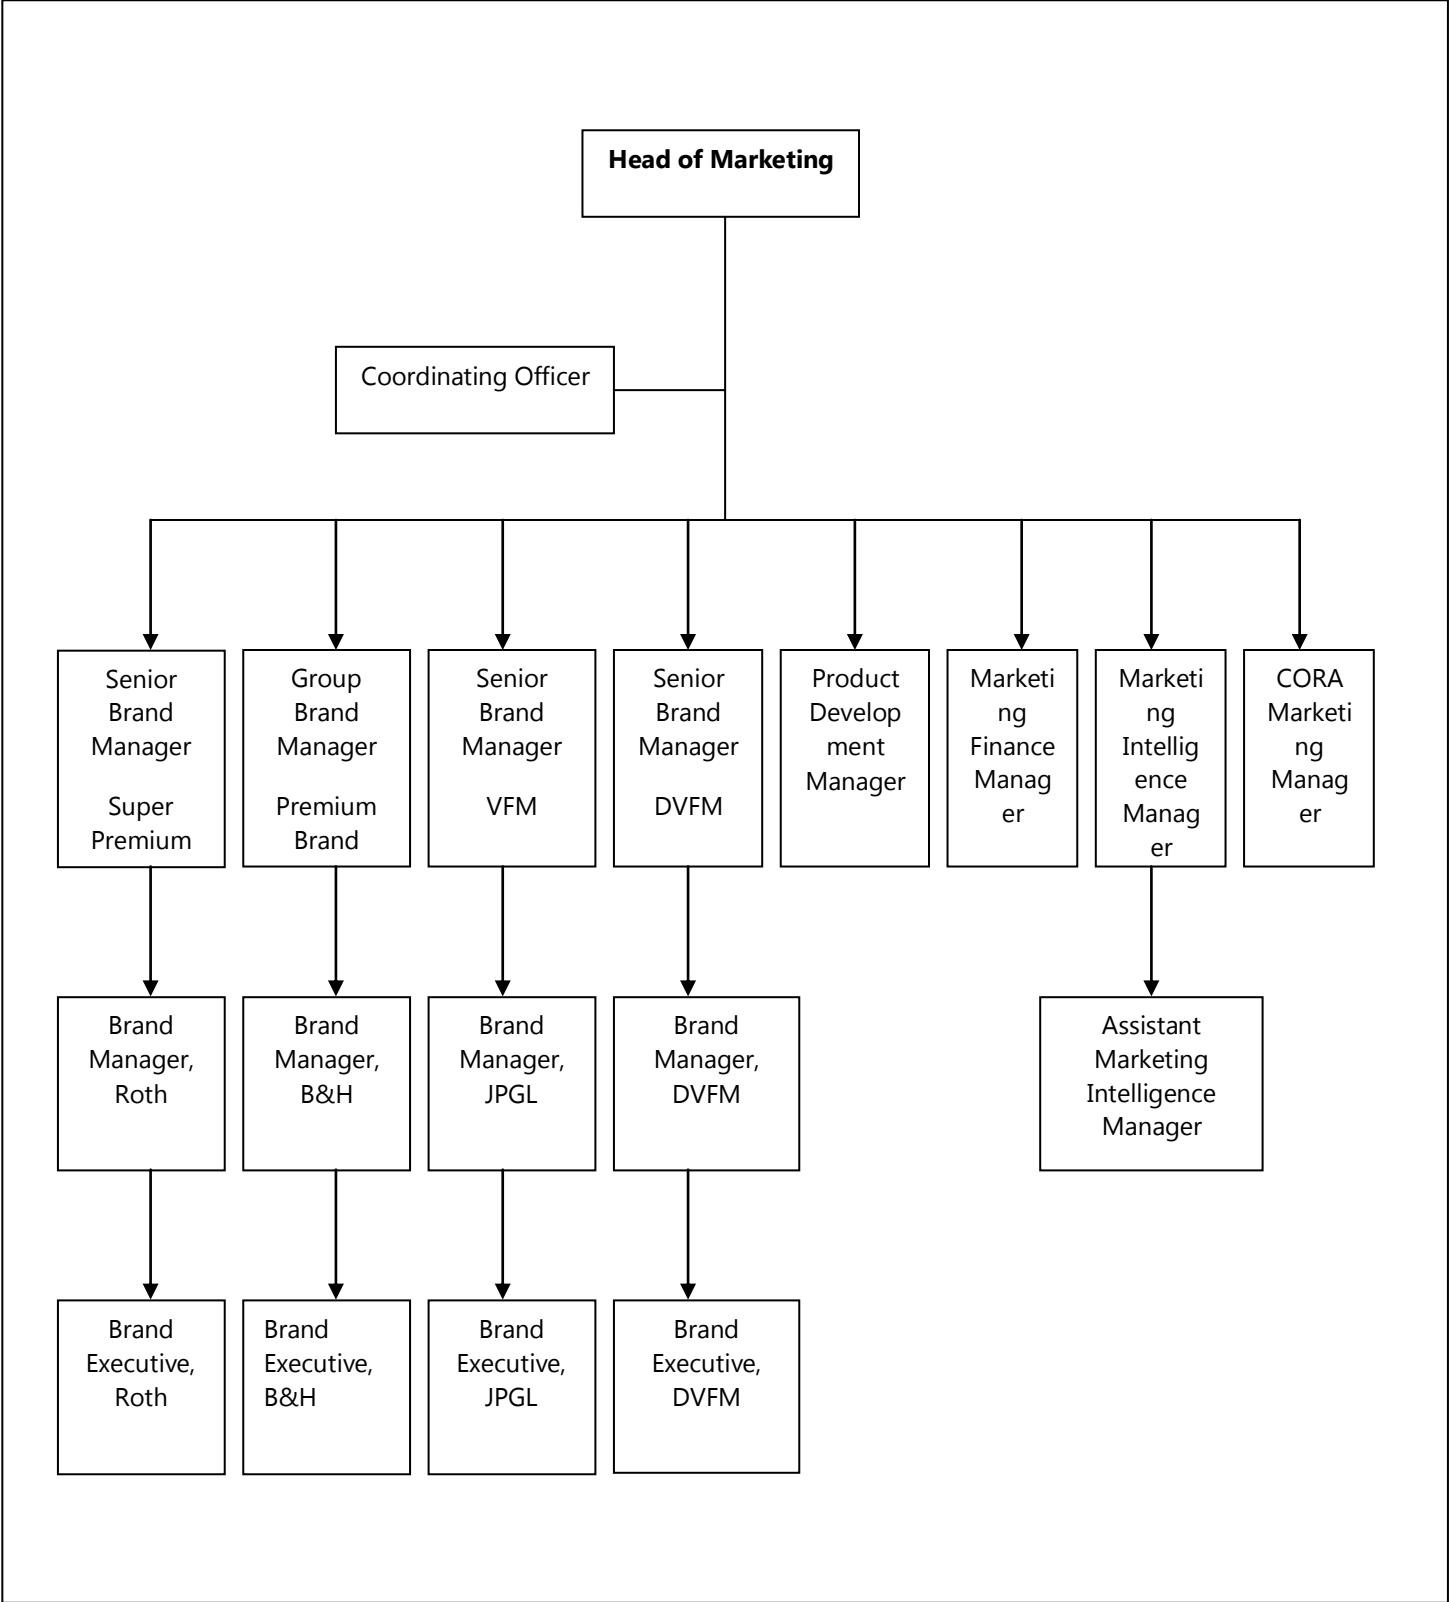 Head of Marketing
Coordinating Officer
Senior
Brand
Manager
Super
Premium
Group
Brand
Manager
Premium
Brand
Senior
Brand
Manager
VFM
Senior
Brand
Manager
DVFM
Product
Develop
ment
Manager
Marketi
ng
Finance
Manag
er
Marketi
ng
Intellig
ence
Manag
er
CORA
Marketi
ng
Manag
er
Brand
Manager,
Roth
Brand
Manager,
B&H
Brand
Manager,
JPGL
Brand
Manager,
DVFM
Assistant
Marketing
Intelligence
Manager
Brand
Executive,
Roth
Brand
Executive,
B&H
Brand
Executive,
JPGL
Brand
Executive,
DVFM